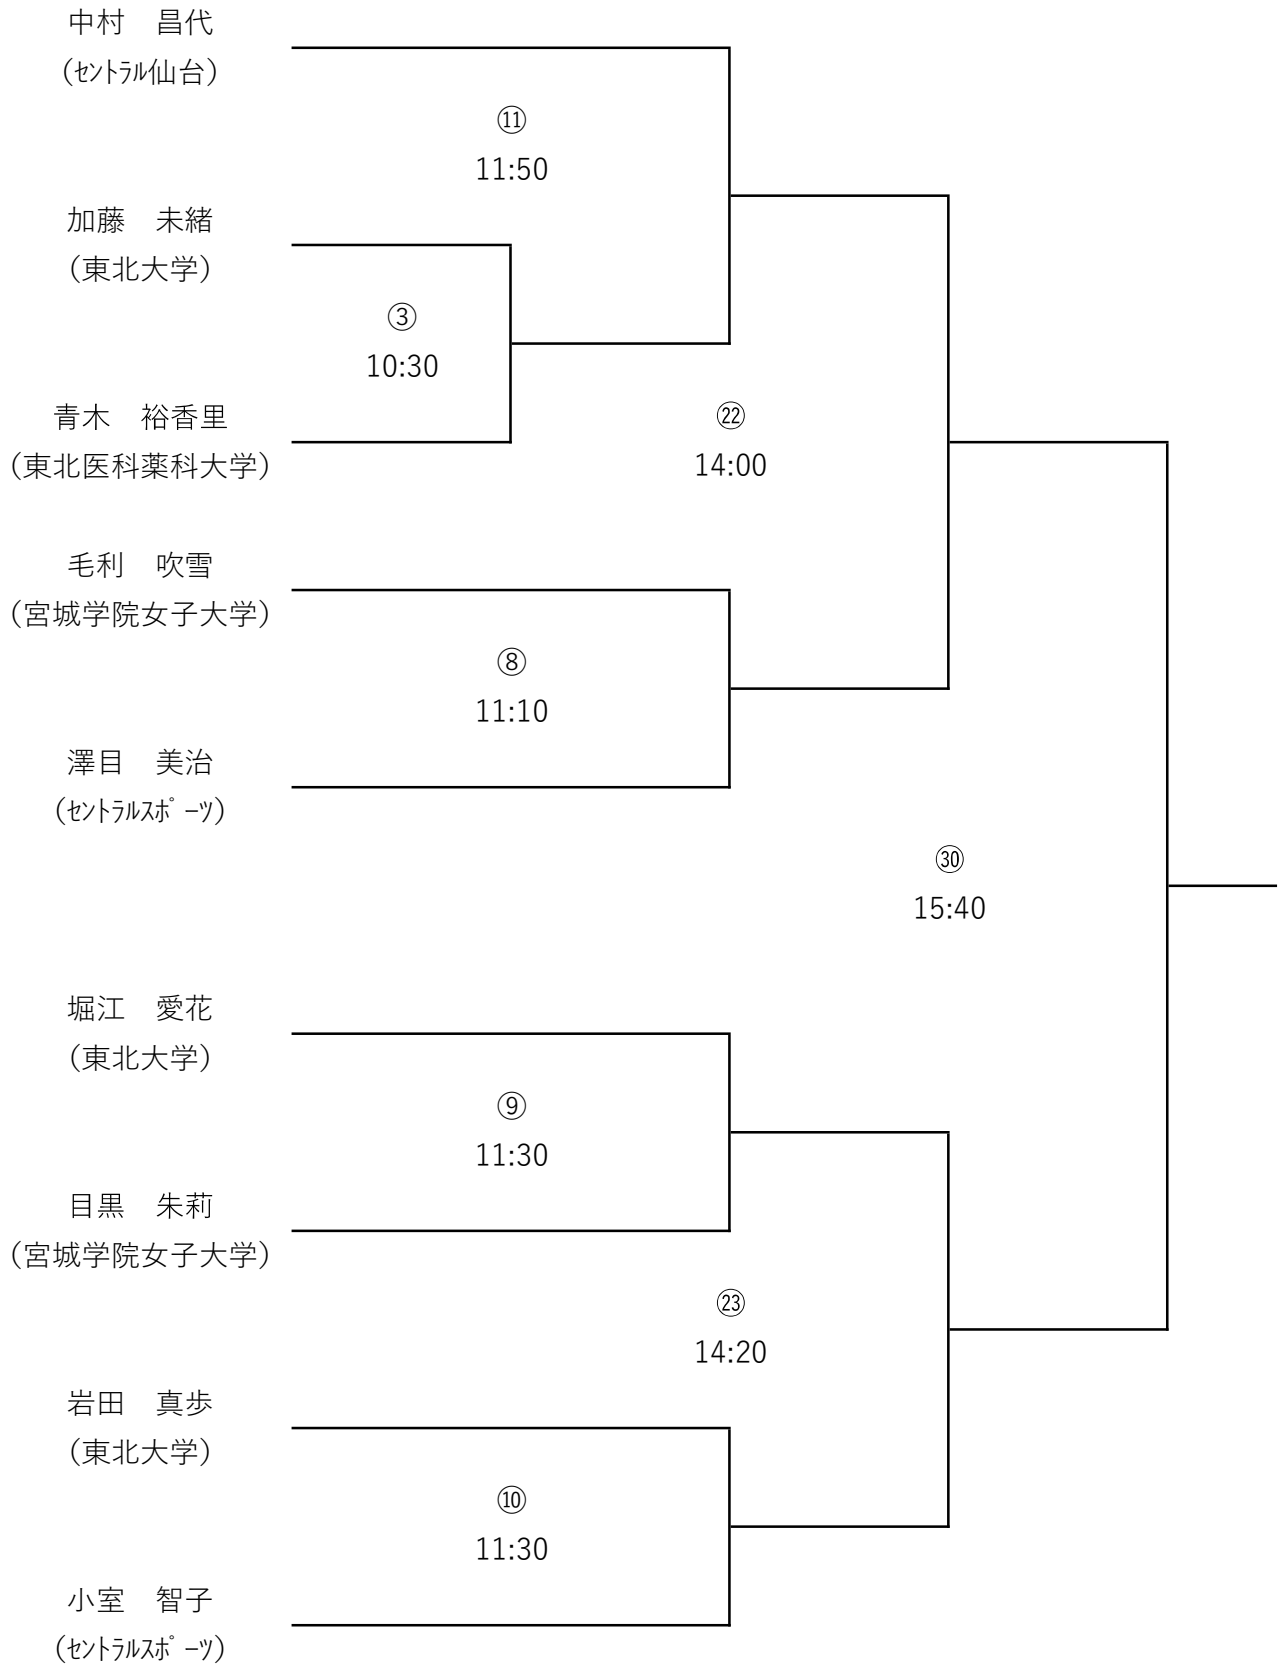 中村　昌代
(ｾﾝﾄﾗﾙ仙台)
⑪
11:50
加藤　未緒
(東北大学)
③
10:30
青木　裕香里
(東北医科薬科大学)
㉒
14:00
毛利　吹雪
(宮城学院女子大学)
⑧
11:10
澤目　美治
(ｾﾝﾄﾗﾙｽﾎﾟｰﾂ)
㉚
15:40
堀江　愛花
(東北大学)
⑨
11:30
目黒　朱莉
(宮城学院女子大学)
㉓
14:20
岩田　真歩
(東北大学)
⑩
11:30
小室　智子
(ｾﾝﾄﾗﾙｽﾎﾟｰﾂ)